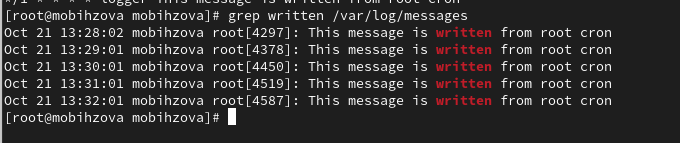 */1 * * * * logger This message is written from root cron
[root@mobihzova mobihzova]# grep written /var/log/messages
Oct 21 13:28:02 mobihzova root[4297]: This message is written from root cron
Oct 21 13:29:01 mobihzova root[4378]: This message is written from root cron
Oct 21 13:30:01 mobihzova root[4450]: This message is written from root cron
Oct 21 13:31:01 mobihzova root[4519]: This message is written from root cron
Oct 21 13:32:01 mobihzova root[4587]: This message is written from root cron
[root@mobihzova mobihzova]#